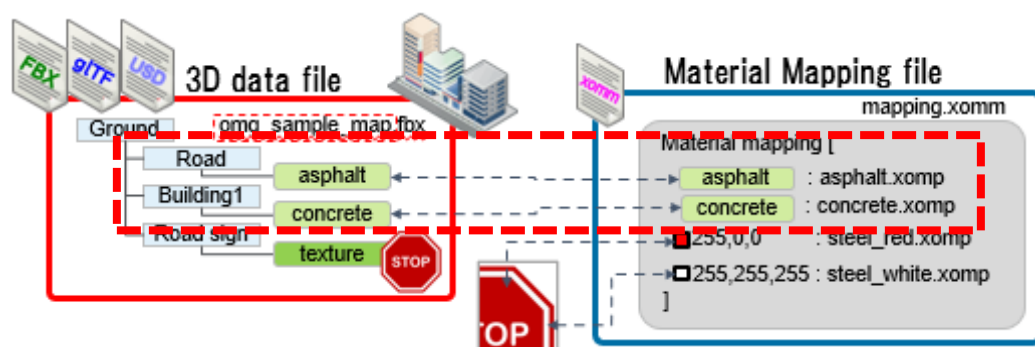 FBX
glTF
USD
3D data file
Ground
omg_sample_map.fbx
Road
asphalt
Building1
concrete
Road sign
texture
STOP
TOP
xomm
Material Mapping file
mapping.xomm
Material mapping [
asphalt : asphalt.xomp
concrete : concrete.xomp
255,0,0 : steel_red.xomp
255,255,255 : steel_white.xomp
]